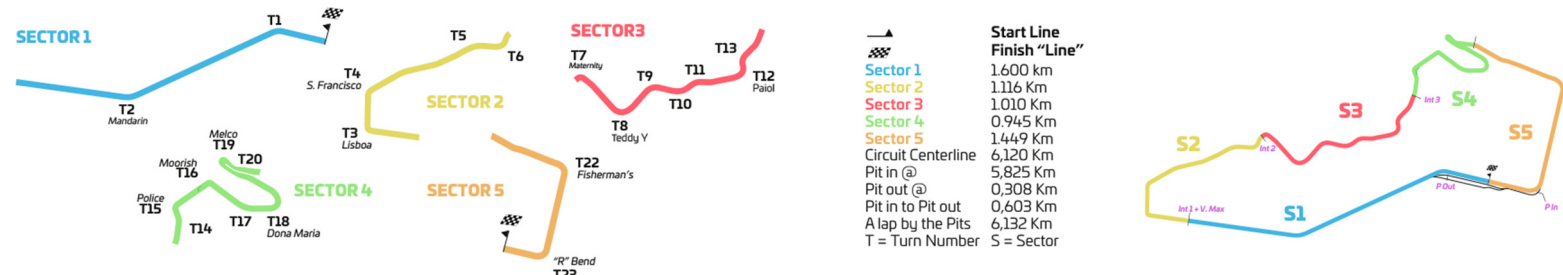 SECTOR 1
T1
T2
Mandarin
T3
Lisboa
T4
S. Francisco
T5
T6
SECTOR 2
SECTOR3
T7
Maternity
T8
Teddy Y
T9
T10
T11
T12
Paiol
T13
SECTOR 4
T14
Police
T15
Moorish
T16
T17
T18
Dona Maria
Melco
T19
T20
SECTOR 5
T22
Fisherman's
"R" Bend
T23
Start Line
Finish “Line”
Sector 1 1.600 km
Sector 2 1.116 km
Sector 3 1.010 Km
Sector 4 0.945 Km
Sector 5 1.449 Km
Circuit Centerline 6,120 Km
Pit in @ 5,825 Km
Pit out @ 0,308 Km
Pit in to Pit out 0,603 Km
A lap by the Pits 6,132 Km
T = Turn Number S = Sector
S1
S2
S3
S4
S5
Int 1 + V. Max
Int 2
Int 3
P Out
P In